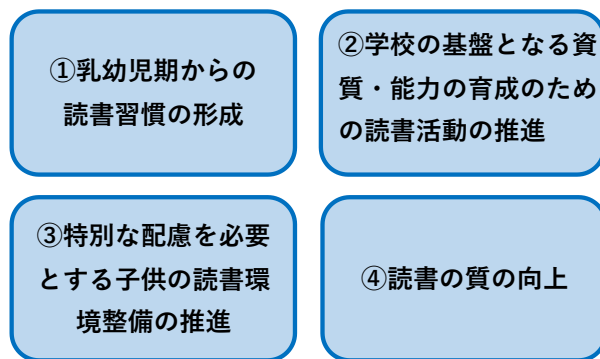 ①乳幼児期からの
読書習慣の形成
②学校の基盤となる資
質・能力の育成のため
の読書活動の推進
③特別な配慮を必要
とする子供の読書環
境整備の推進
④読書の質の向上